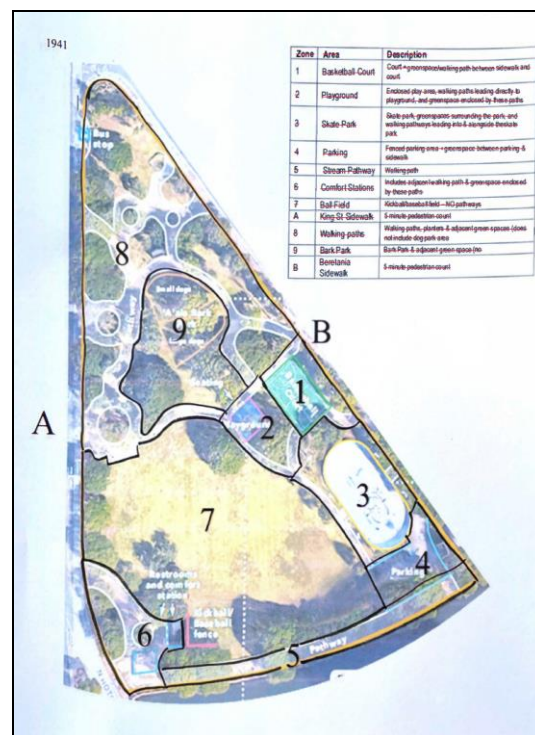 1941
Zone Area Description
1 Basketball Court Court + greenspace/walking path between sidewalk and court
2 Playground Enclosed play area, walking paths leading directly to playground, and greenspace enclosed by these paths
3 Skate Park Skate park, greenspaces surrounding the park, and walking pathways leading into & alongside the skate park
4 Parking Fenced parking area + greenspace between parking & sidewalk
5 Stream Pathway Walking path
6 Comfort Stations Includes adjacent walking path & greenspace enclosed by these paths
7 Ball Field Kickball/baseball field – NO pathways
A King St. Sidewalk 5 minute pedestrian count
8 Walking paths Walking paths, planters & adjacent green spaces (does not include dog park area
9 Bark Park Bark Park & adjacent green space (no
B Beretania Sidewalk 5 minute pedestrian count
Bus
stop
8
Small dogs
Bark
9
B
Seating
1
A
Playground
2
3
7
4
Parking
Restrooms
and comfort
station
Kickball/
Baseball
fence
6
5
Pathway